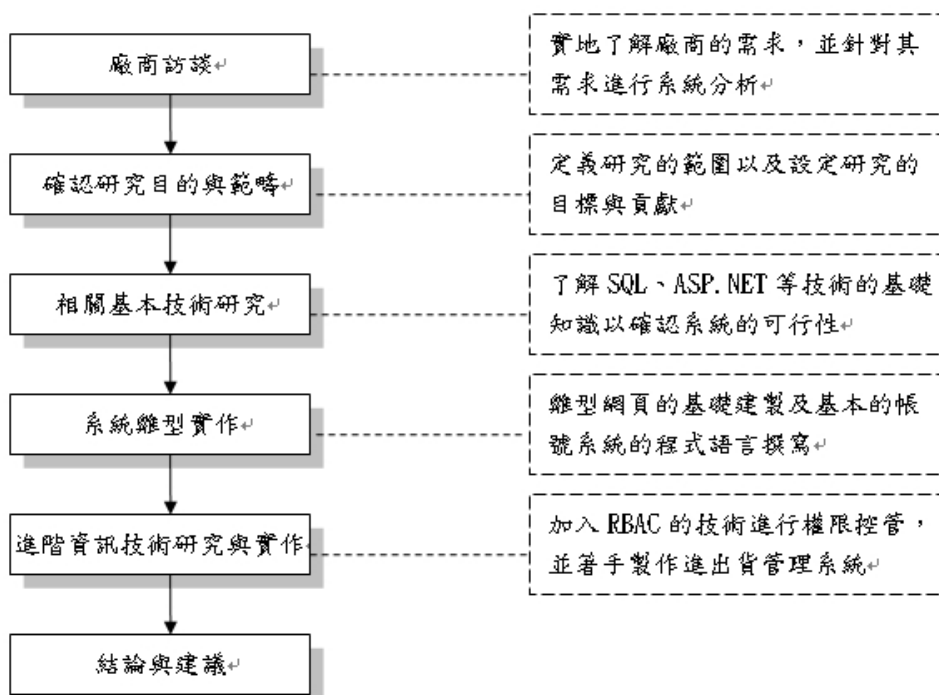 廠商訪談
實地了解廠商的需求，並針對其
需求進行系統分析
確認研究目的與範疇
定義研究的範圍以及設定研究的
目標與貢獻
相關基本技術研究
了解 SQL、ASP.NET 等技術的基礎
知識以確認系統的可行性
系統雛型實作
雛型網頁的基礎建製及基本的帳
號系統的程式語言撰寫
進階資訊技術研究與實作
加入 RBAC 的技術進行權限控管，
並著手製作進出貨管理系統
結論與建議